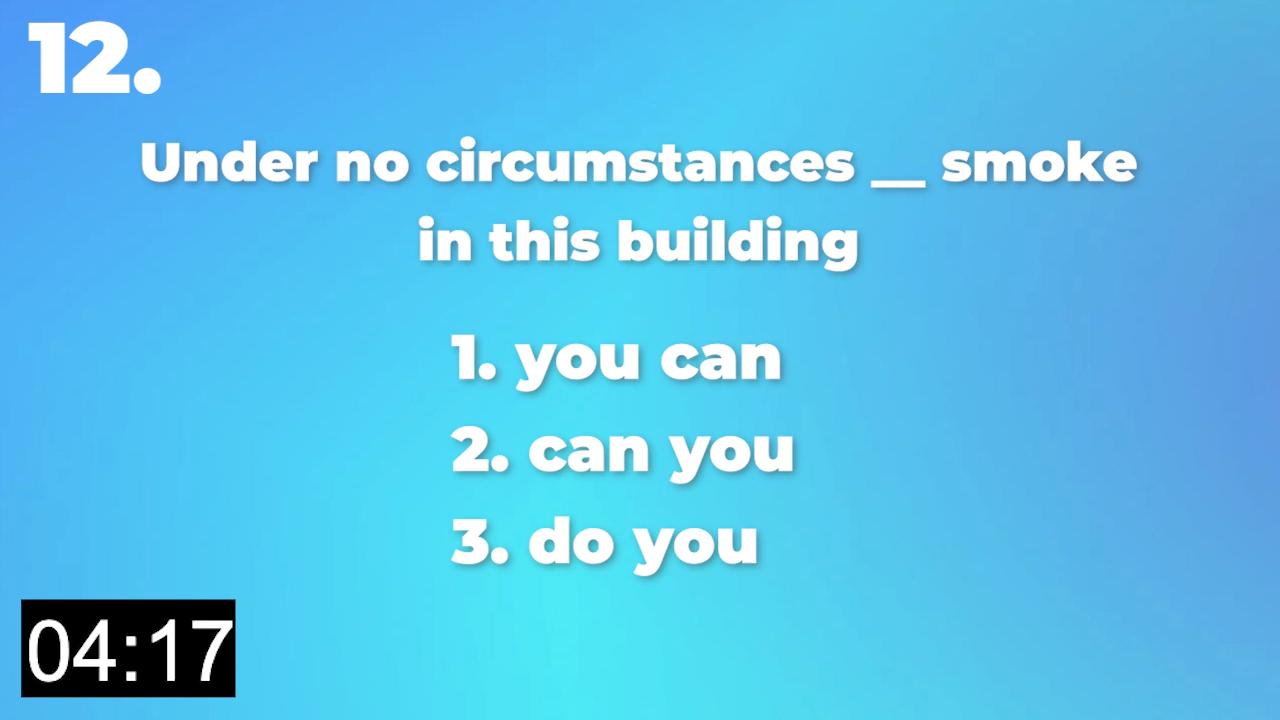 12.
Under no circumstances __ smoke
in this building
1. you can
2. can you
3. do you
04:17